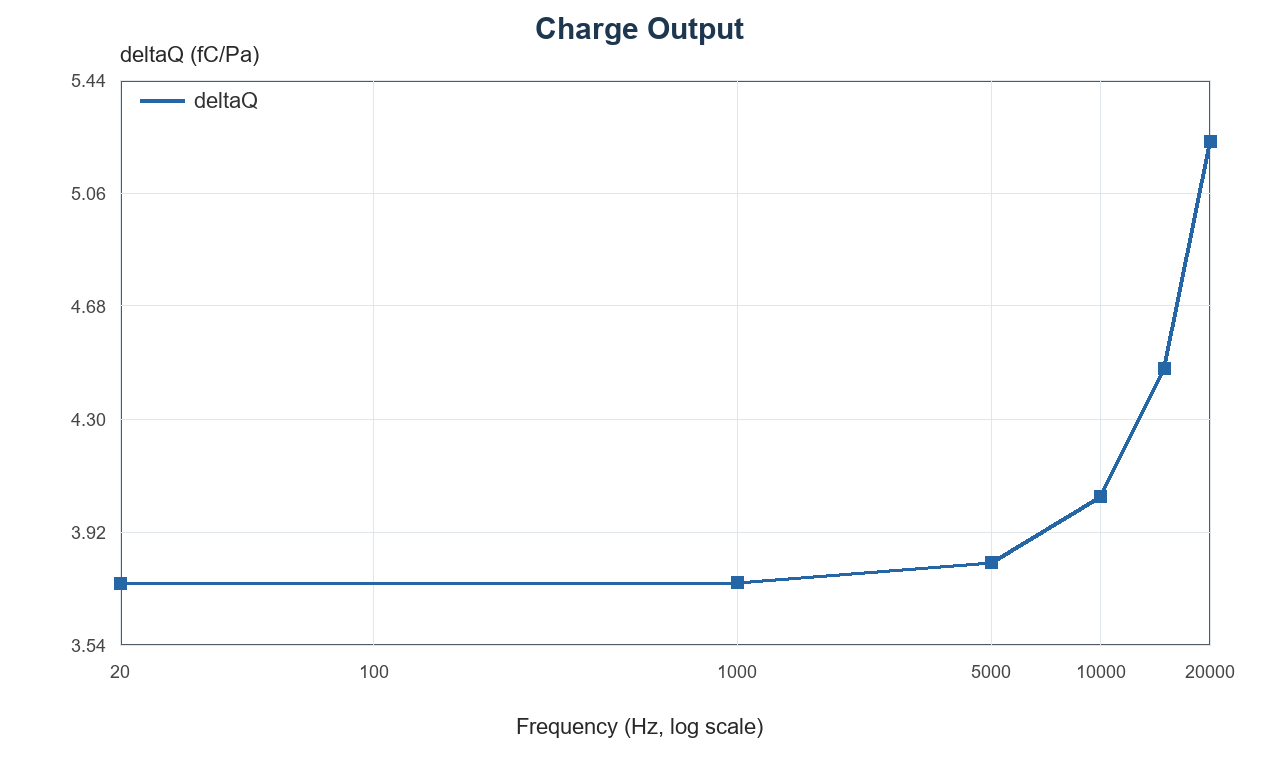 Charge Output
deltaQ (fC/Pa)
deltaQ
5.44
5.06
4.68
4.30
3.92
3.54
20 100 1000 5000 10000 20000
Frequency (Hz, log scale)